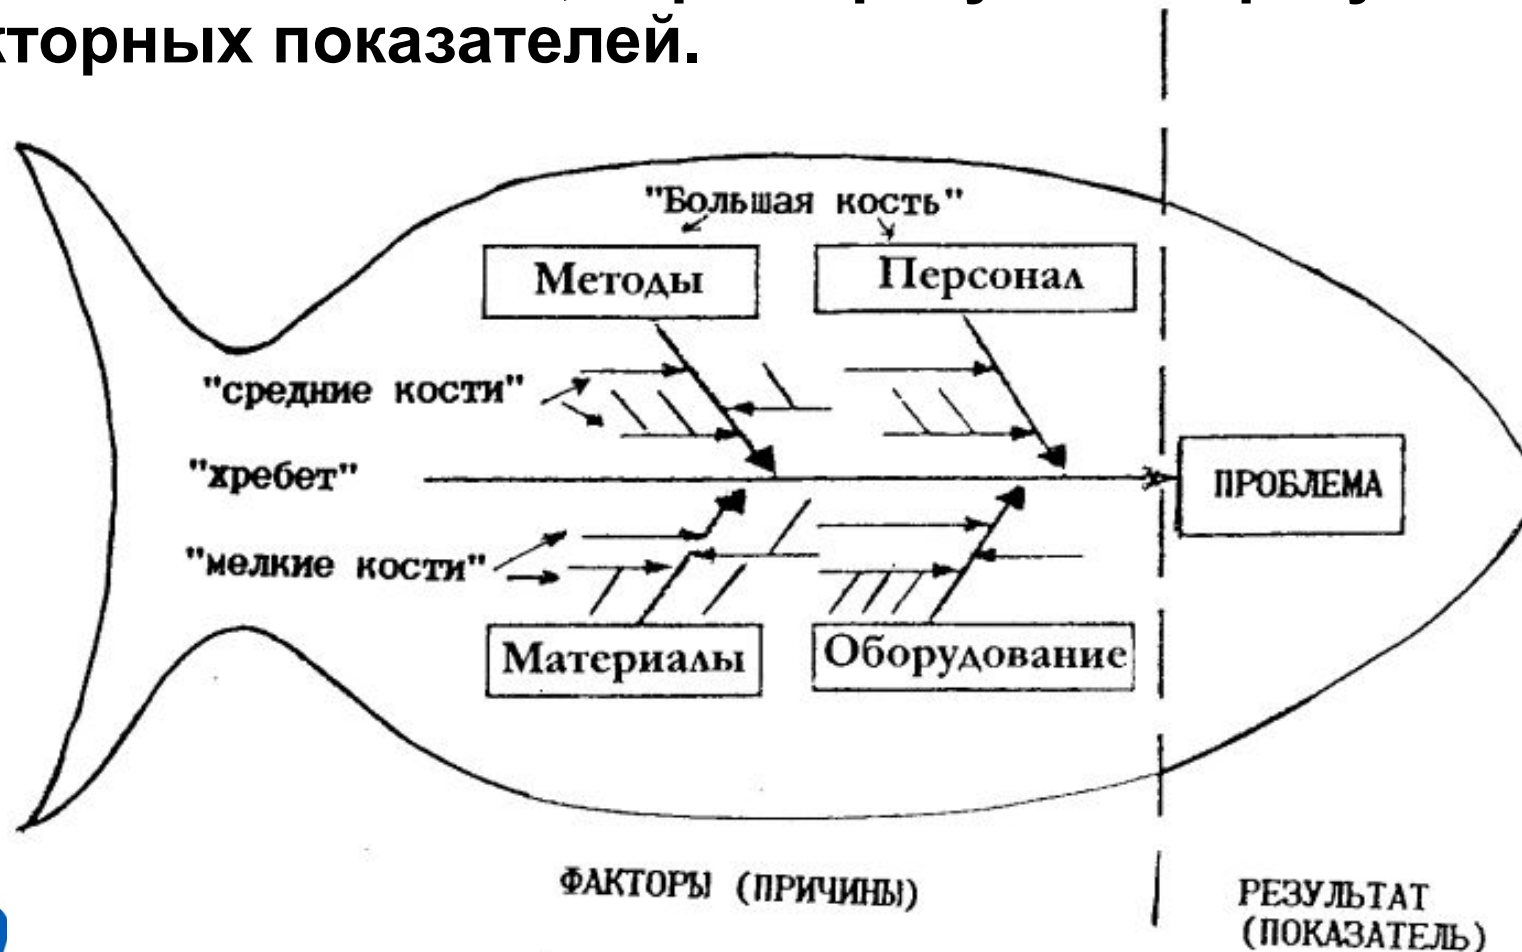 кторных показателей.
"Большая кость"
Методы
Персонал
"средние кости"
"хребет"
ПРОБЛЕМА
"мелкие кости"
Материалы
Оборудование
ФАКТОРЫ (ПРИЧИНЫ)
РЕЗУЛЬТАТ
(ПОКАЗАТЕЛЬ)